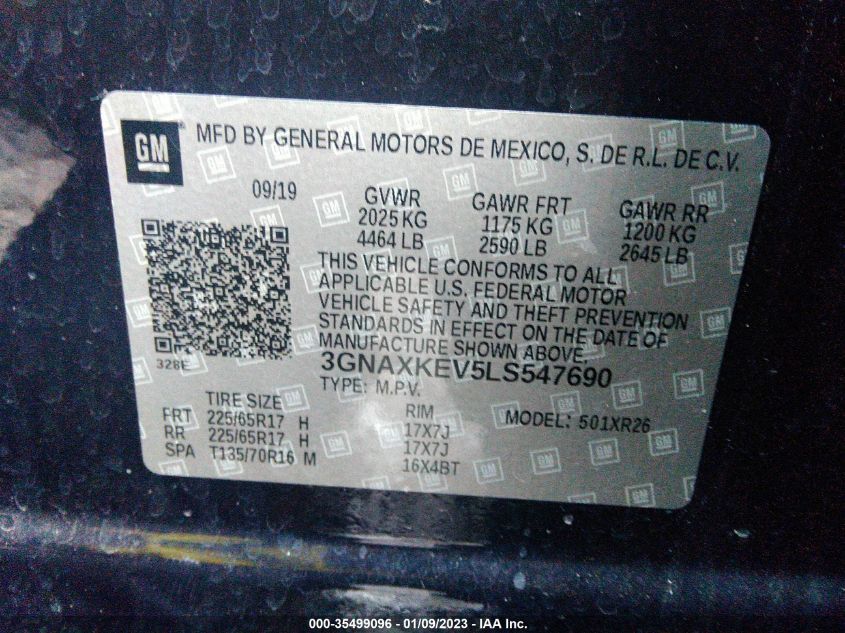 GM
MFD BY GENERAL MOTORS DE MEXICO, S. DE R.L. DE C.V.
09/19
GVWR GAWR FRT GAWR RR
2025 KG 1175 KG 1200 KG
4464 LB 2590 LB 2645 LB
THIS VEHICLE CONFORMS TO ALL
APPLICABLE U.S. FEDERAL MOTOR
VEHICLE SAFETY AND THEFT PREVENTION
STANDARDS IN EFFECT ON THE DATE OF
MANUFACTURE SHOWN ABOVE.
328E
3GNAXKEV5LS547690
TYPE: M.P.V.
TIRE SIZE RIM MODEL: 501XR26
FRT 225/65R17 H 17X7J
RR 225/65R17 H 17X7J
SPA T135/70R16 M 16X4BT
000-35499096 - 01/09/2023 - IAA Inc.